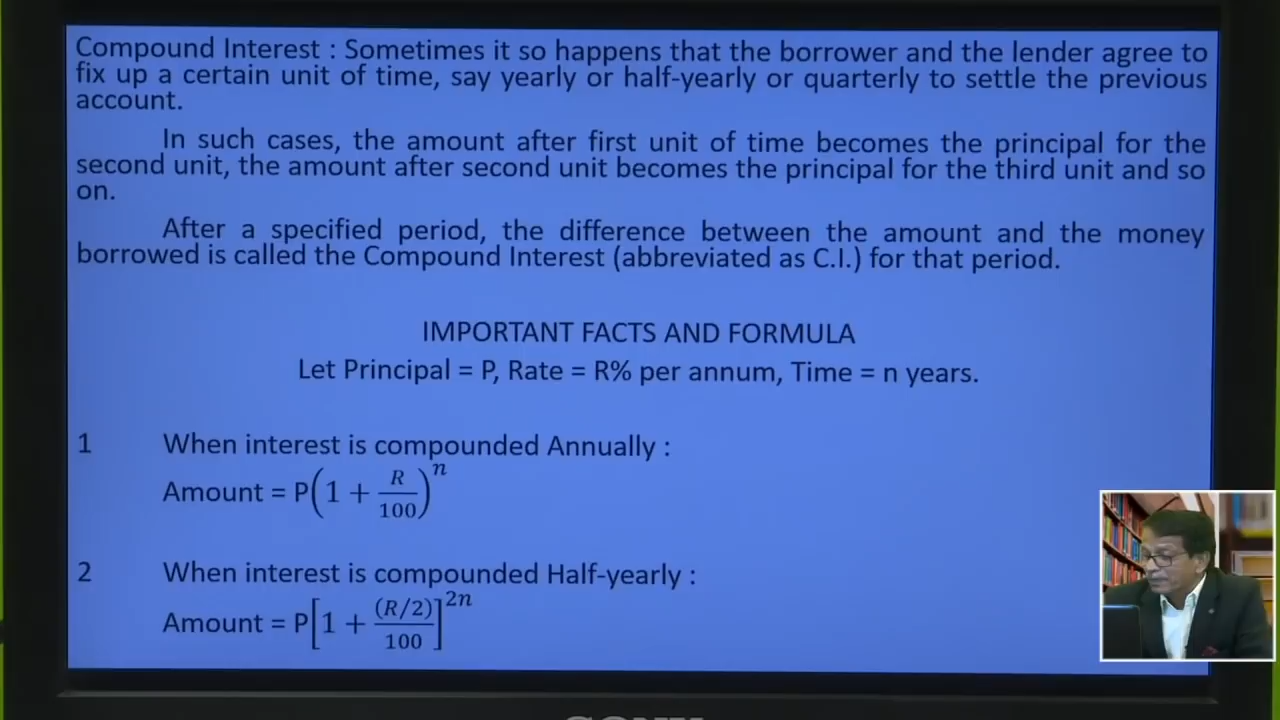 Compound Interest : Sometimes it so happens that the borrower and the lender agree to
fix up a certain unit of time, say yearly or half-yearly or quarterly to settle the previous
account.
In such cases, the amount after first unit of time becomes the principal for the
second unit, the amount after second unit becomes the principal for the third unit and so
on.
After a specified period, the difference between the amount and the money
borrowed is called the Compound Interest (abbreviated as C.I.) for that period.
IMPORTANT FACTS AND FORMULA
Let Principal = P, Rate = R% per annum, Time = n years.
1 When interest is compounded Annually :
Amount = P(1 + R/100)^n
2 When interest is compounded Half-yearly :
Amount = P[1 + (R/2)/100]^2n